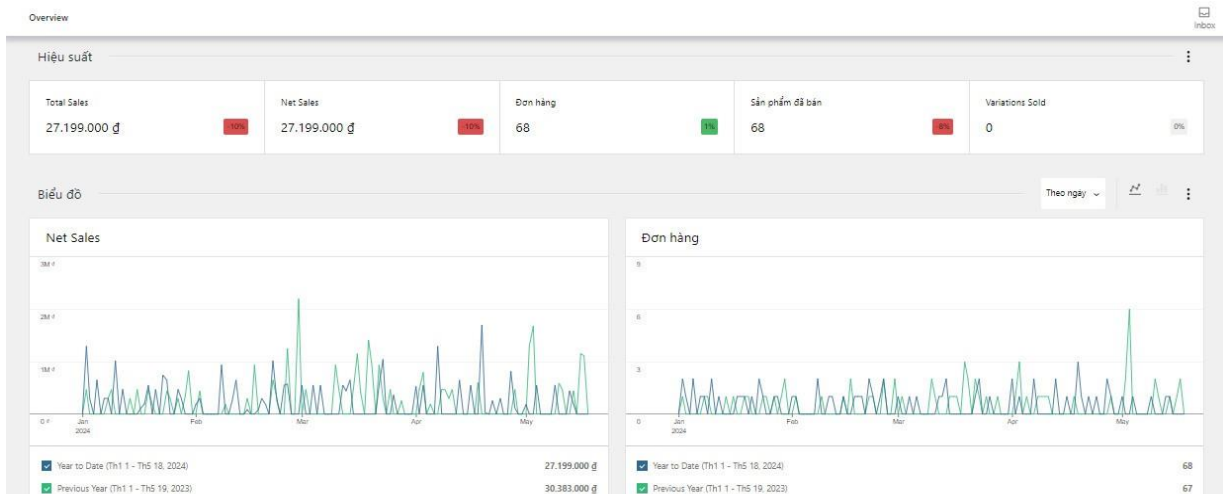 Overview
Inbox
Hiệu suất
Total Sales
27.199.000 ₫
-10%
Net Sales
27.199.000 ₫
-10%
Đơn hàng
68
1%
Sản phẩm đã bán
68
-6%
Variations Sold
0
0%
Biểu đồ
Theo ngày
Net Sales
3M ₫
2M ₫
1M ₫
0 ₫
Jan
2024
Feb
Mar
Apr
May
Year to Date (Th1 1 - Th5 18, 2024)
27.199.000 ₫
Previous Year (Th1 1 - Th5 19, 2023)
30.383.000 ₫
Đơn hàng
9
6
3
0
Jan
2024
Feb
Mar
Apr
May
Year to Date (Th1 1 - Th5 18, 2024)
68
Previous Year (Th1 1 - Th5 19, 2023)
67